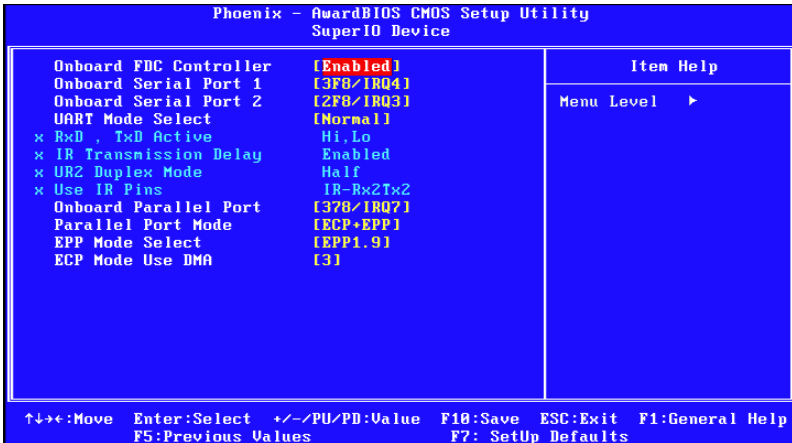 Phoenix - AwardBIOS CMOS Setup Utility
SuperIO Device
Onboard FDC Controller [Enabled]
Onboard Serial Port 1 [3F8/IRQ4]
Onboard Serial Port 2 [2F8/IRQ3]
UART Mode Select [Normal]
x RxD , TxD Active Hi,Lo
x IR Transmission Delay Enabled
x UR2 Duplex Mode Half
x Use IR Pins IR-Rx2Tx2
Onboard Parallel Port [378/IRQ7]
Parallel Port Mode [ECP+EPP]
EPP Mode Select [EPP1.9]
ECP Mode Use DMA [3]
Item Help
Menu Level ►
↑↓→←:Move Enter:Select +/-/PU/PD:Value F10:Save ESC:Exit F1:General Help
F5:Previous Values F7: SetUp Defaults